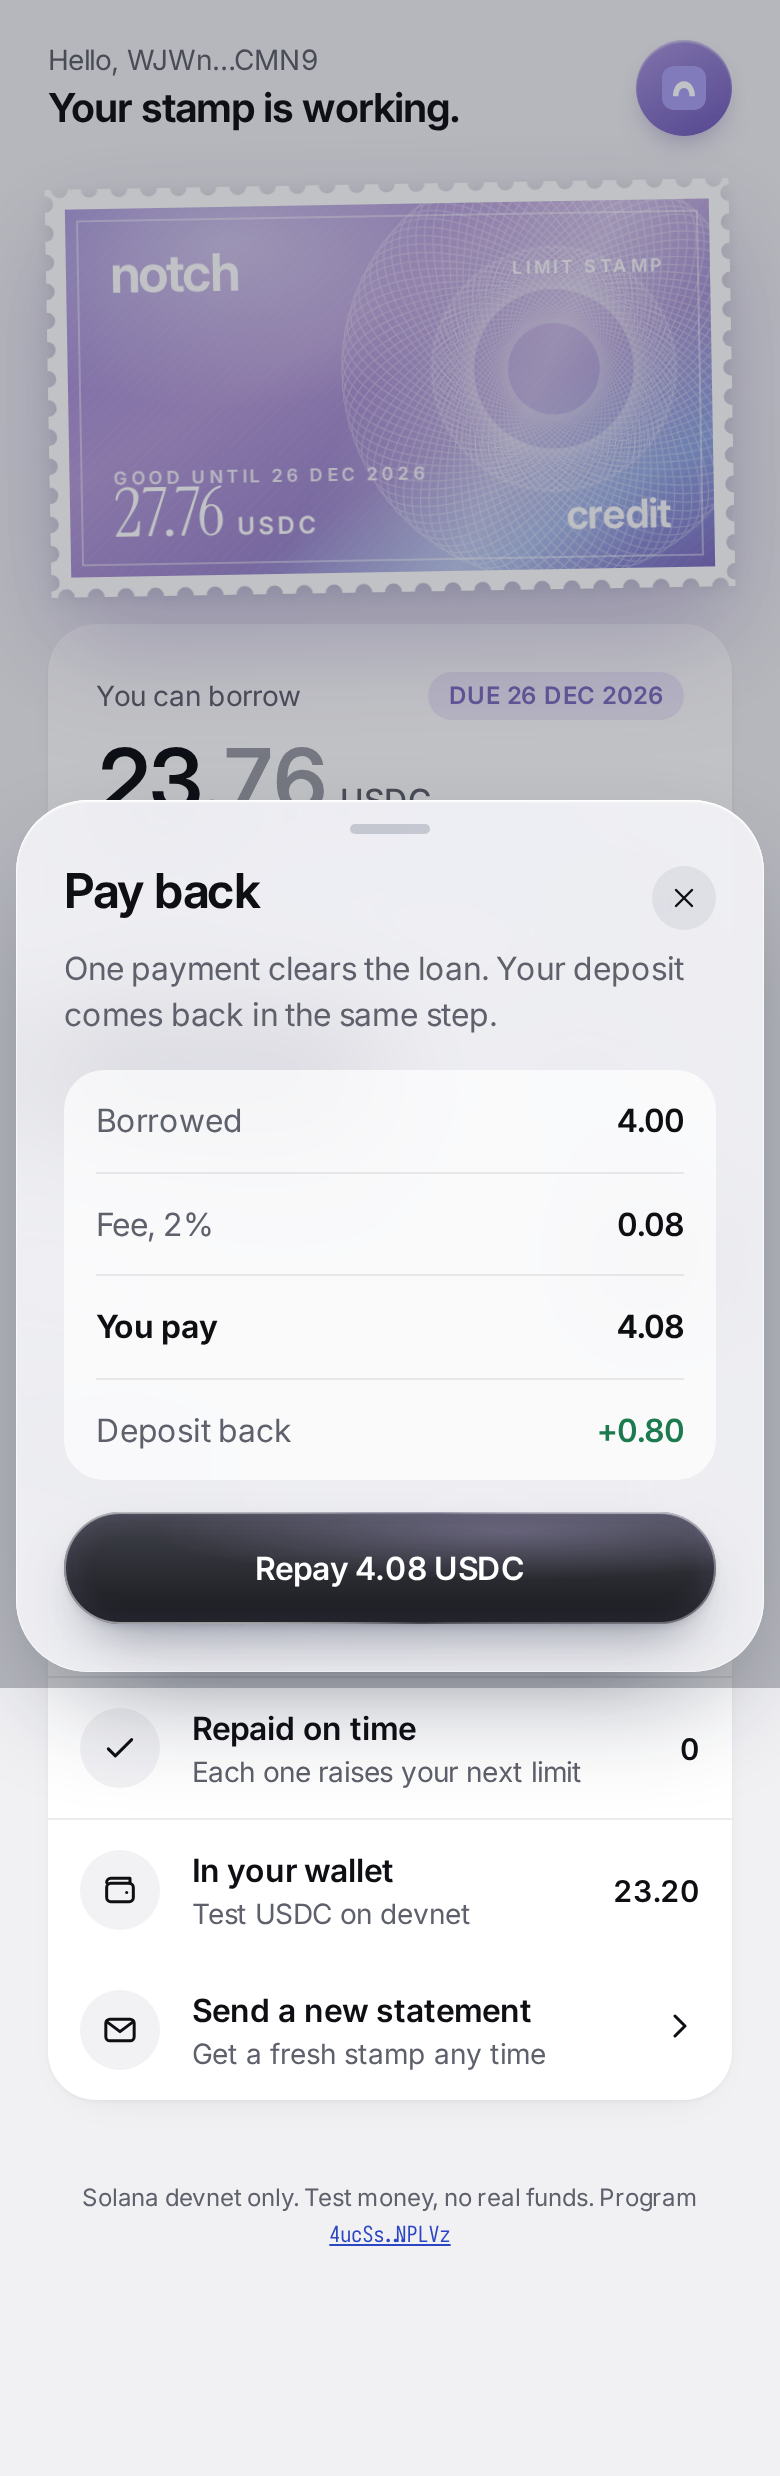 Hello, WJWn...CMN9
Your stamp is working.
notch
LIMIT STAMP
GOOD UNTIL 26 DEC 2026
27.76 USDC
credit
You can borrow
DUE 26 DEC 2026
23.76 USDC
Pay back
One payment clears the loan. Your deposit
comes back in the same step.
Borrowed 4.00
Fee, 2% 0.08
You pay 4.08
Deposit back +0.80
Repay 4.08 USDC
Repaid on time
Each one raises your next limit
0
In your wallet
Test USDC on devnet
23.20
Send a new statement
Get a fresh stamp any time
Solana devnet only. Test money, no real funds. Program
4ucSs…NPLVz